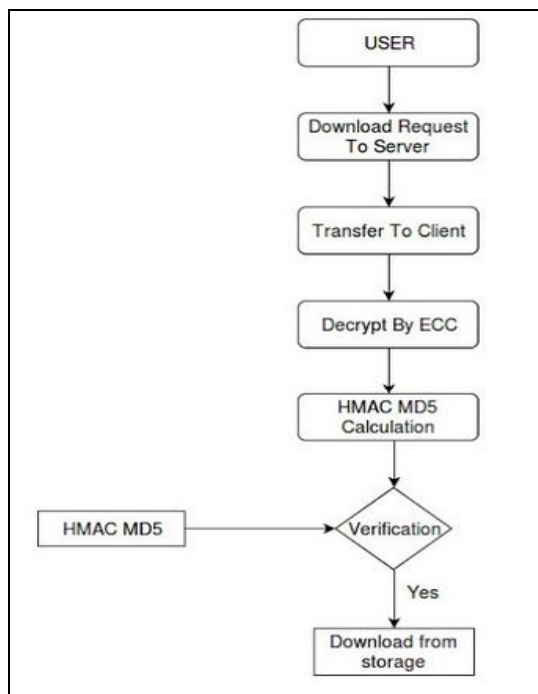 USER
Download Request
To Server
Transfer To Client
Decrypt By ECC
HMAC MD5
Calculation
HMAC MD5
Verification
Yes
Download from
storage